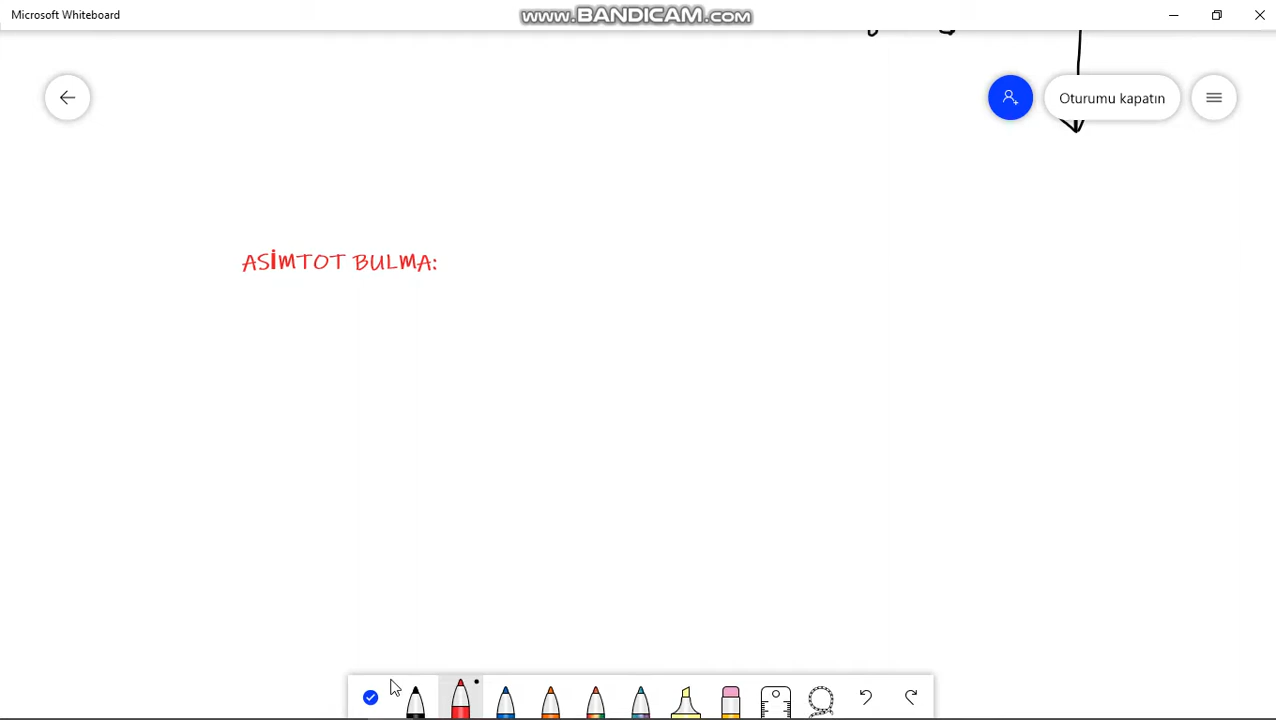 Microsoft Whiteboard
www.BANDICAM.com
Oturumu kapatın
ASİMTOT BULMA: